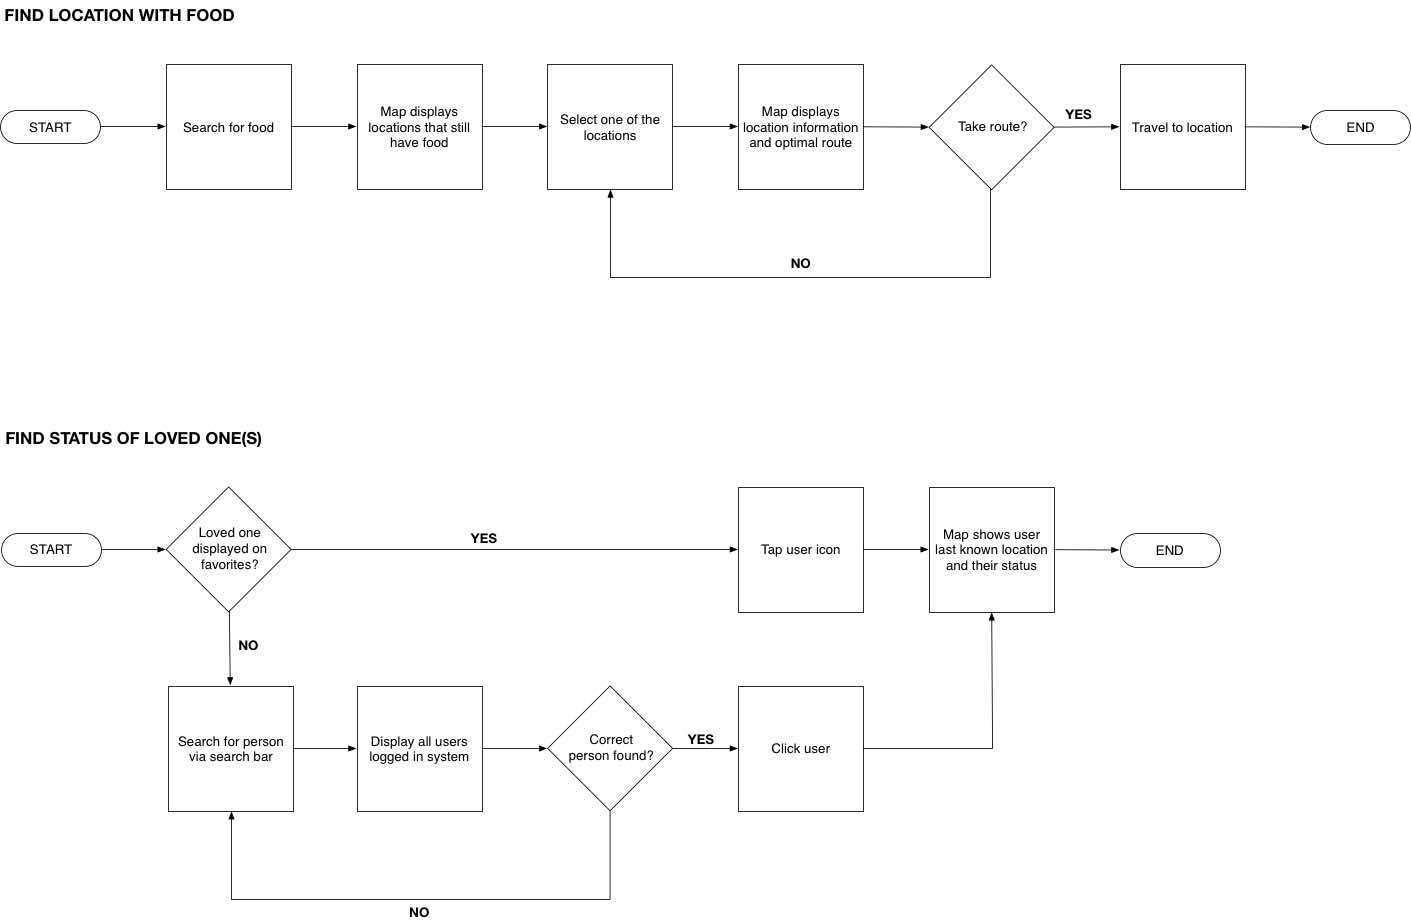 FIND LOCATION WITH FOOD
START
Search for food
Map displays
locations that still
have food
Select one of the
locations
Map displays
location information
and optimal route
Take route?
YES
Travel to location
END
NO
FIND STATUS OF LOVED ONE(S)
START
Loved one
displayed on
favorites?
YES
Tap user icon
Map shows user
last known location
and their status
END
NO
Search for person
via search bar
Display all users
logged in system
Correct
person found?
YES
Click user
NO